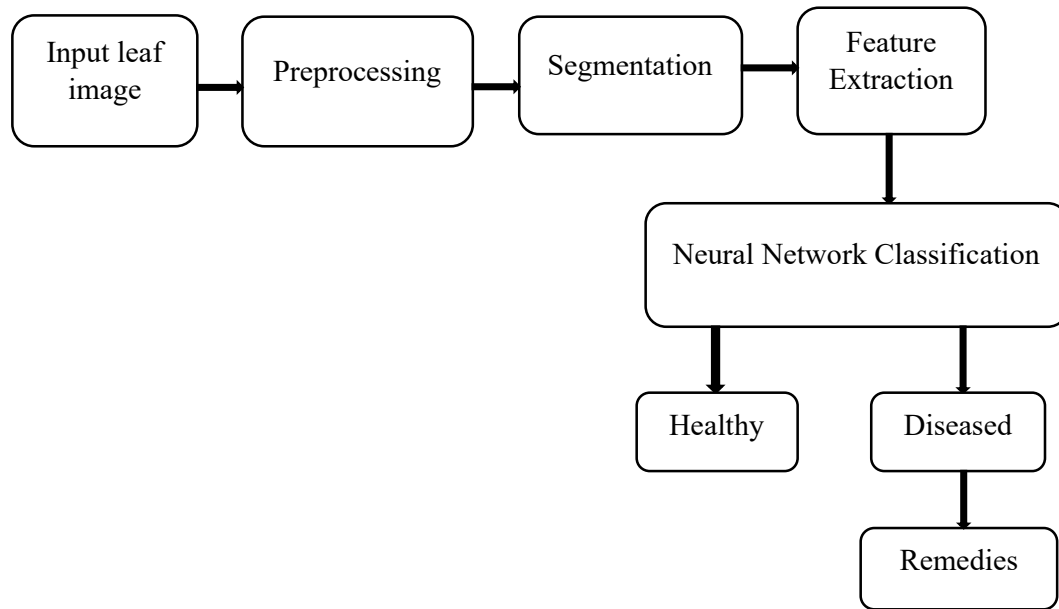 Input leaf
image
Preprocessing
Segmentation
Feature
Extraction
Neural Network Classification
Healthy
Diseased
Remedies